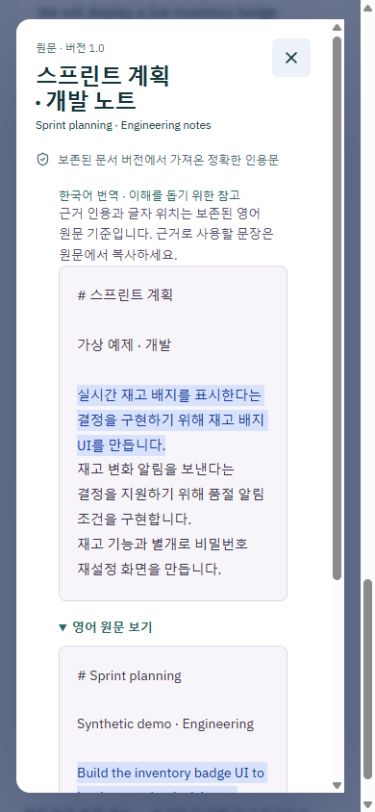 We will display a live inventory badge
원문 · 버전 1.0
스프린트 계획
· 개발 노트
Sprint planning · Engineering notes
보존된 문서 버전에서 가져온 정확한 인용문
한국어 번역 · 이해를 돕기 위한 참고
근거 인용과 글자 위치는 보존된 영어
원문 기준입니다. 근거로 사용할 문장은
원문에서 복사하세요.
# 스프린트 계획
가상 예제 · 개발
실시간 재고 배지를 표시한다는
결정을 구현하기 위해 재고 배지
UI를 만듭니다.
재고 변화 알림을 보낸다는
결정을 지원하기 위해 품절 알림
조건을 구현합니다.
재고 기능과 별개로 비밀번호
재설정 화면을 만듭니다.
▼ 영어 원문 보기
# Sprint planning
Synthetic demo · Engineering
Build the inventory badge UI to